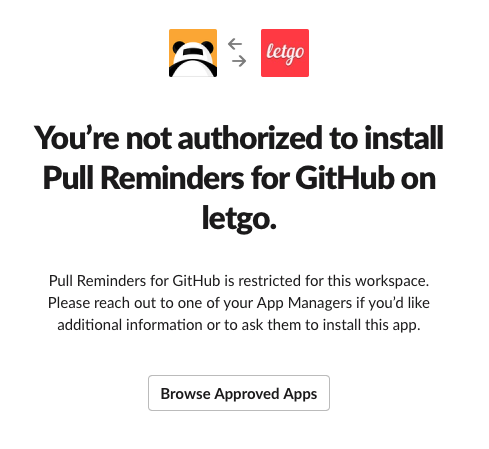 letgo
You’re not authorized to install
Pull Reminders for GitHub on
letgo.
Pull Reminders for GitHub is restricted for this workspace.
Please reach out to one of your App Managers if you’d like
additional information or to ask them to install this app.
Browse Approved Apps